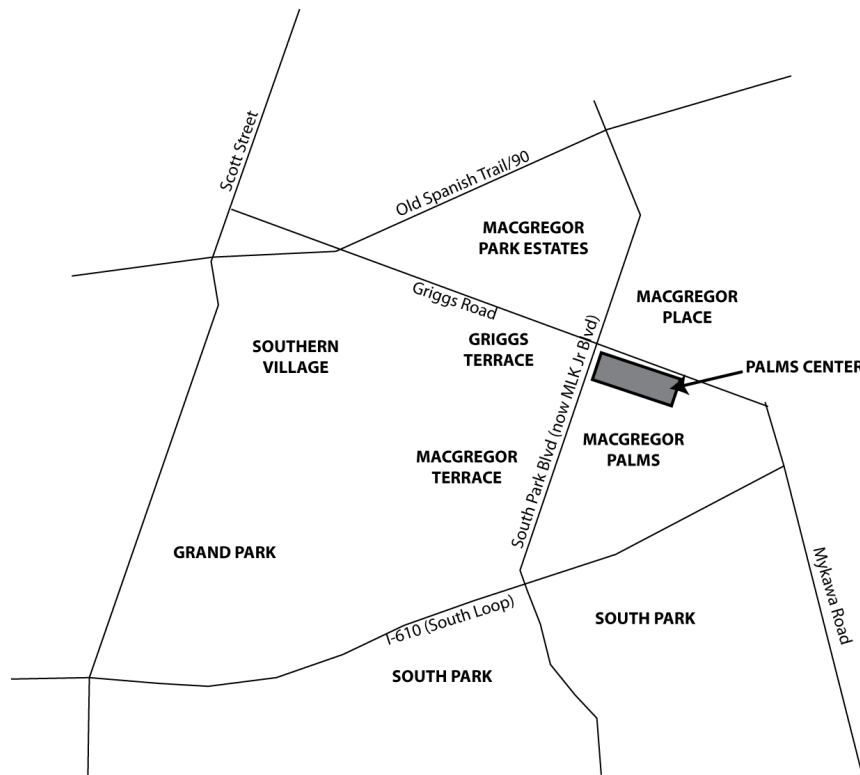 Scott Street
Old Spanish Trail/90
MACGREGOR
PARK ESTATES
Griggs Road
MACGREGOR
PLACE
SOUTHERN
VILLAGE
GRIGGS
TERRACE
PALMS CENTER
South Park Blvd (now MLK Jr Blvd)
MACGREGOR
PALMS
MACGREGOR
TERRACE
GRAND PARK
Mykawa Road
I-610 (South Loop)
SOUTH PARK
SOUTH PARK